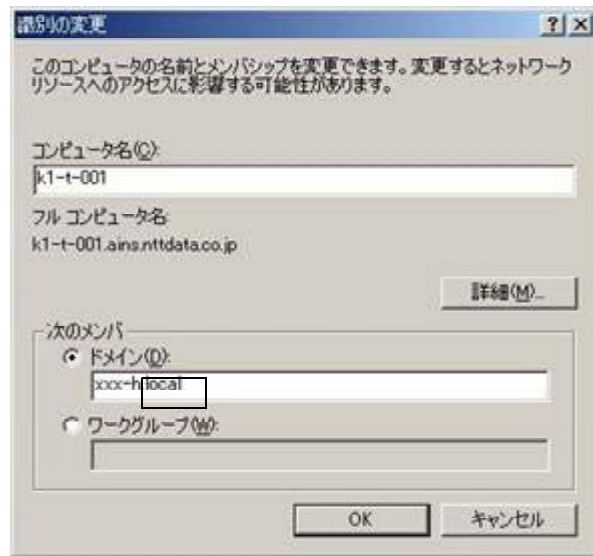 識別の変更
このコンピュータの名前とメンバシップを変更できます。変更するとネットワーク
リソースへのアクセスに影響する可能性があります。
コンピュータ名(C):
k1-t-001
フル コンピュータ名:
k1-t-001.ains.nttdata.co.jp
詳細(M)...
次のメンバ
ドメイン(D):
xxx-h.local
ワークグループ(W):
OK
キャンセル